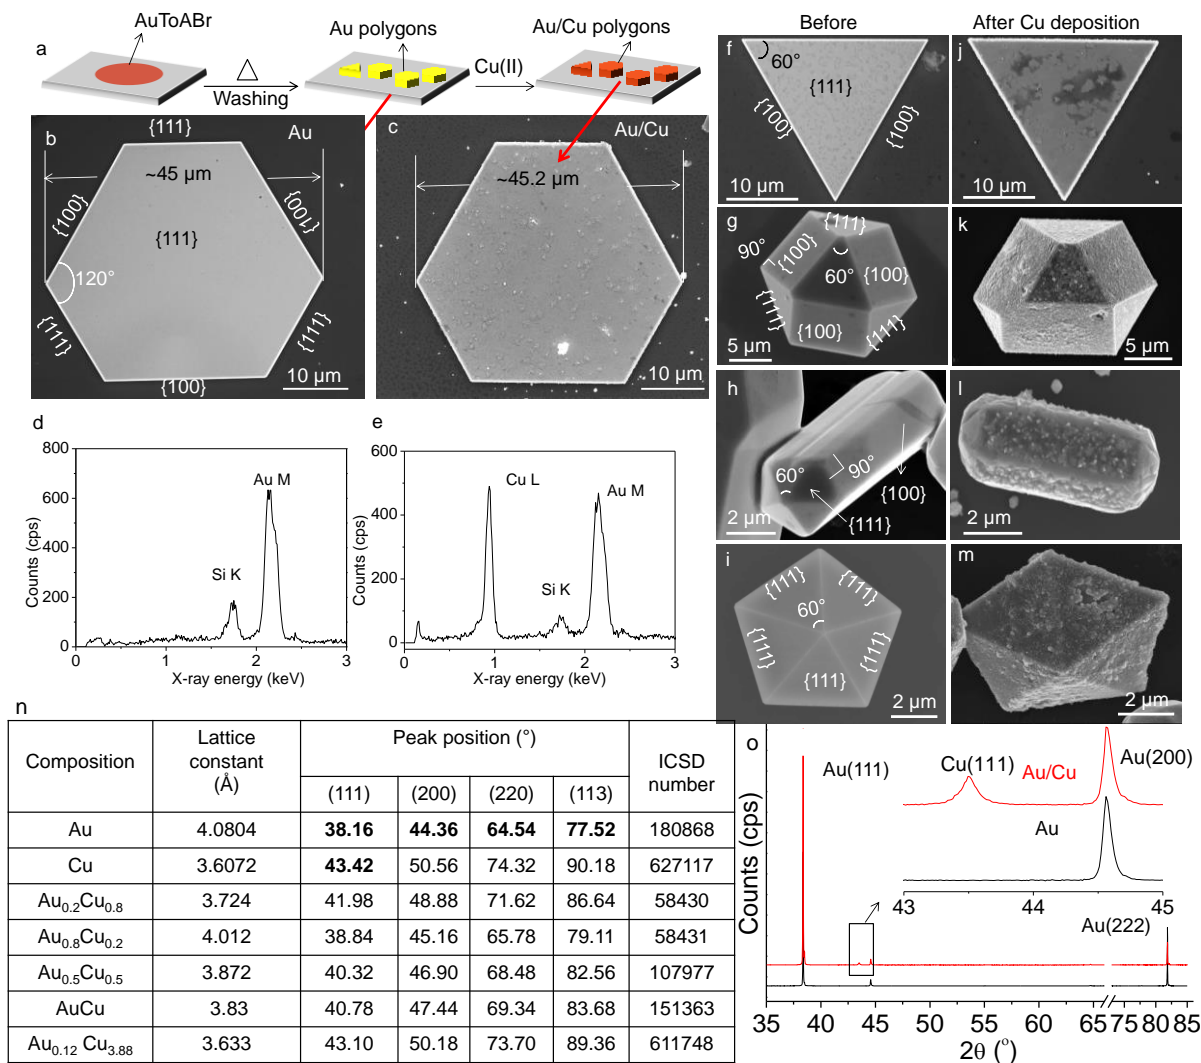 a
AuToABr
Washing
Au polygons
Cu(II)
Au/Cu polygons
b
{111}
Au
~45 µm
{100}
{100}
{111}
120°
{111}
{111}
{100}
10 µm
c
Au/Cu
~45.2 µm
10 µm
d
800
600
400
200
0
0
1
2
3
Counts (cps)
X-ray energy (keV)
Si K
Au M
e
600
400
200
0
0
1
2
3
Counts (cps)
X-ray energy (keV)
Cu L
Si K
Au M
Before
After Cu deposition
f
60°
{111}
{100}
{100}
10 µm
j
10 µm
g
{111}
90°
{100}
60°
{100}
{111}
{100}
{111}
5 µm
k
5 µm
h
60°
90°
{100}
{111}
2 µm
l
2 µm
i
{111}
{111}
60°
{111}
{111}
{111}
2 µm
m
2 µm
n
Composition
Lattice
constant
(Å)
Peak position (°)
ICSD
number
(111) (200) (220) (113)
Au 4.0804 38.16 44.36 64.54 77.52 180868
Cu 3.6072 43.42 50.56 74.32 90.18 627117
Au0.2Cu0.8 3.724 41.98 48.88 71.62 86.64 58430
Au0.8Cu0.2 4.012 38.84 45.16 65.78 79.11 58431
Au0.5Cu0.5 3.872 40.32 46.90 68.48 82.56 107977
AuCu 3.83 40.78 47.44 69.34 83.68 151363
Au0.12 Cu3.88 3.633 43.10 50.18 73.70 89.36 611748
o
Au(111)
Cu(111)
Au/Cu
Au(200)
Au
43
44
45
Au(222)
Counts (cps)
35
45
55
65
75
80
85
2θ (°)